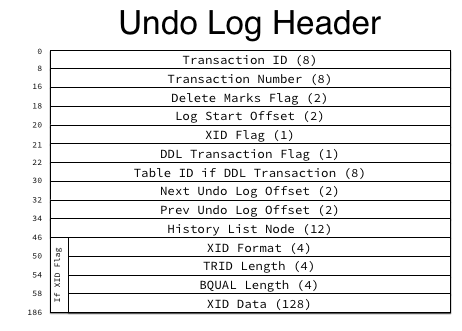 Undo Log Header
0
Transaction ID (8)
8
Transaction Number (8)
16
Delete Marks Flag (2)
18
Log Start Offset (2)
20
XID Flag (1)
21
DDL Transaction Flag (1)
22
Table ID if DDL Transaction (8)
30
Next Undo Log Offset (2)
32
Prev Undo Log Offset (2)
34
History List Node (12)
46
If XID Flag
XID Format (4)
50
TRID Length (4)
54
BQUAL Length (4)
58
XID Data (128)
186